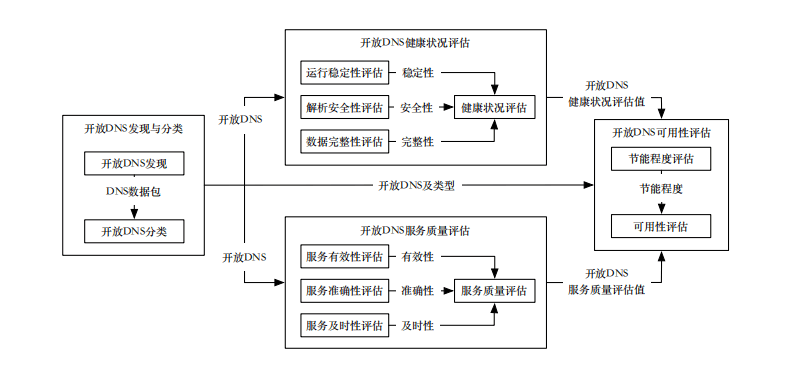 开放DNS发现与分类
开放DNS发现
DNS数据包
开放DNS分类
开放DNS
开放DNS
开放DNS健康状况评估
运行稳定性评估
稳定性
解析安全性评估
安全性
健康状况评估
数据完整性评估
完整性
开放DNS及类型
开放DNS服务质量评估
服务有效性评估
有效性
服务准确性评估
准确性
服务质量评估
服务及时性评估
及时性
开放DNS
健康状况评估值
开放DNS可用性评估
节能程度评估
节能程度
可用性评估
开放DNS
服务质量评估值